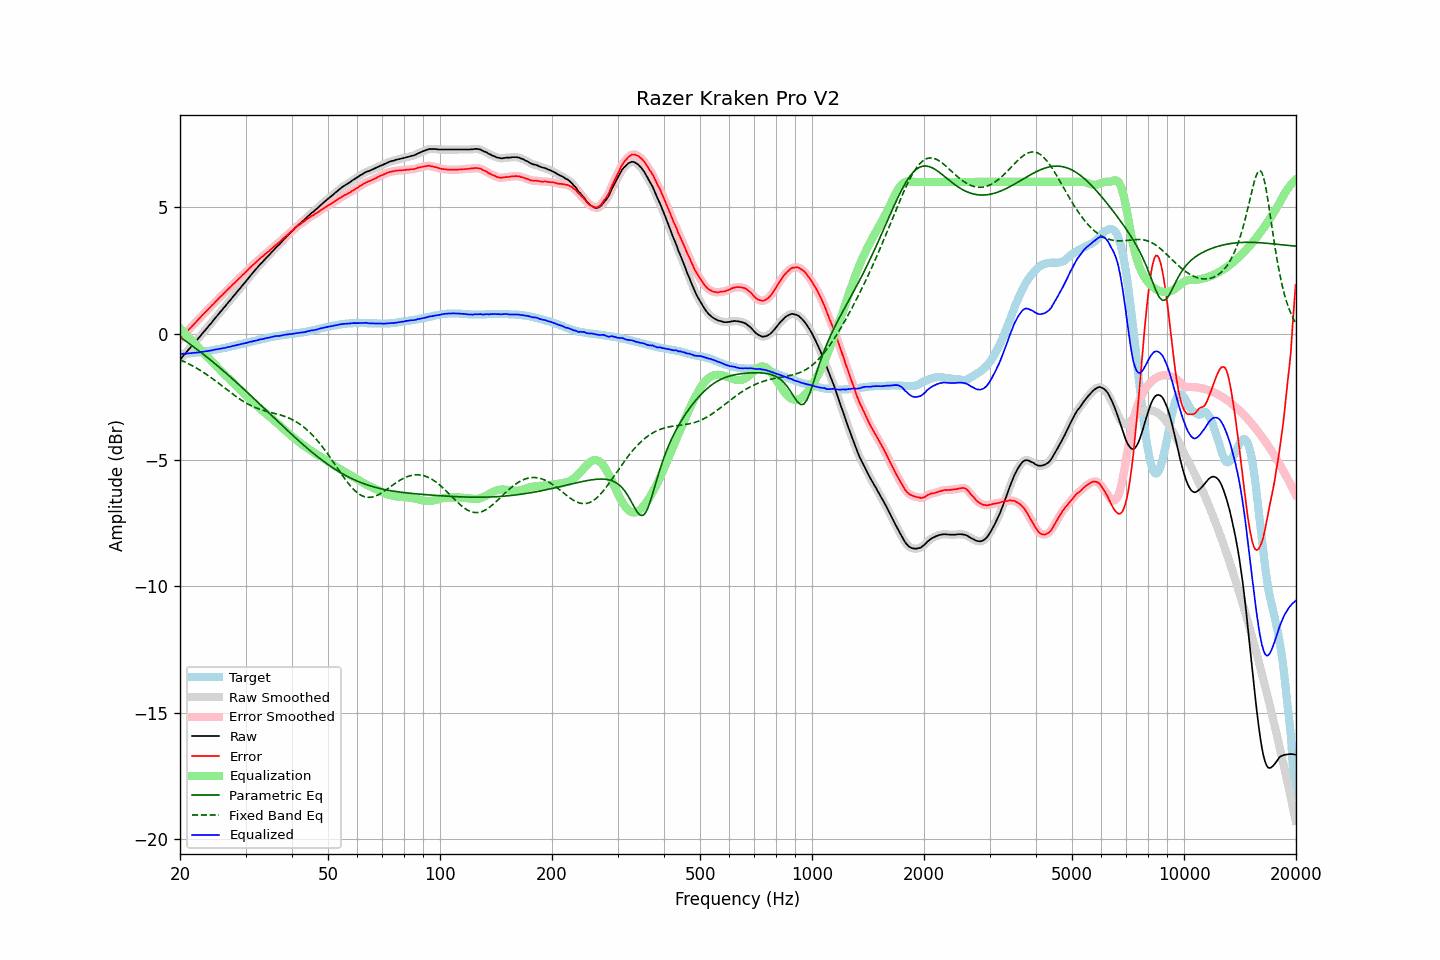 Razer Kraken Pro V2
Amplitude (dBr)
5
0
−5
−10
−15
−20
Target
Raw Smoothed
Error Smoothed
Raw
Error
Equalization
Parametric Eq
Fixed Band Eq
Equalized
20 50 100 200 500 1000 2000 5000 10000 20000
Frequency (Hz)